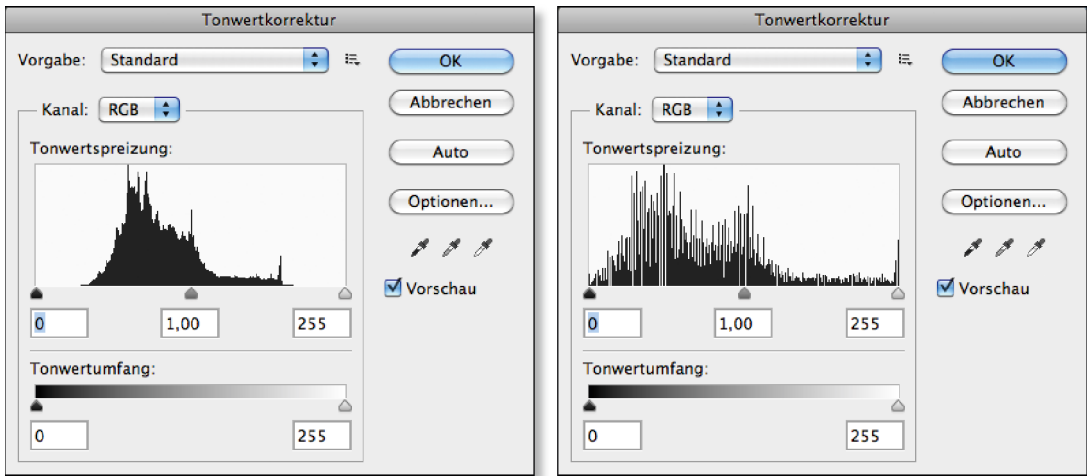 Tonwertkorrektur
Vorgabe: Standard
OK
Kanal: RGB
Abbrechen
Tonwertspreizung:
Auto
Optionen...
Vorschau
0 1,00 255
Tonwertumfang:
0 255
Tonwertkorrektur
Vorgabe: Standard
OK
Kanal: RGB
Abbrechen
Tonwertspreizung:
Auto
Optionen...
Vorschau
0 1,00 255
Tonwertumfang:
0 255